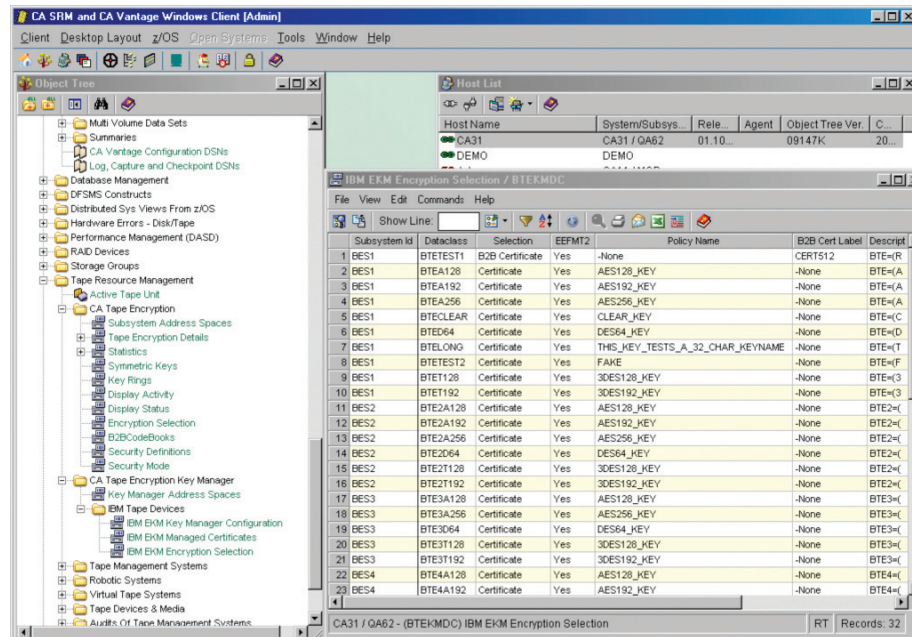 CA SRM and CA Vantage Windows Client [Admin]
Client Desktop Layout z/OS Open Systems Tools Window Help
Object Tree
Multi Volume Data Sets
Summaries
CA Vantage Configuration DSNs
Log, Capture and Checkpoint DSNs
Database Management
DFSMS Constructs
Distributed Sys Views From z/OS
Hardware Errors - Disk/Tape
Performance Management (DASD)
RAID Devices
Storage Groups
Tape Resource Management
Active Tape Unit
CA Tape Encryption
Subsystem Address Spaces
Tape Encryption Details
Statistics
Symmetric Keys
Key Rings
Display Activity
Display Status
Encryption Selection
B2BCodeBooks
Security Definitions
Security Mode
CA Tape Encryption Key Manager
Key Manager Address Spaces
IBM Tape Devices
IBM EKM Key Manager Configuration
IBM EKM Managed Certificates
IBM EKM Encryption Selection
Tape Management Systems
Robotic Systems
Virtual Tape Systems
Tape Devices & Media
Audits Of Tape Management Systems
Host List
Host Name System/Subsys... Rele... Agent Object Tree Ver. C...
CA31 CA31 / QA62 01.10... 09147K 20...
DEMO DEMO
IBM EKM Encryption Selection / BTEKMDC
File View Edit Commands Help
Show Line:
Subsystem Id Dataclass Selection EEFMT2 Policy Name B2B Cert Label Descript
1 BES1 BTETEST1 B2B Certificate Yes -None CERT512 BTE=(R
2 BES1 BTEA128 Certificate Yes AES128_KEY -None BTE=(A
3 BES1 BTEA192 Certificate Yes AES192_KEY -None BTE=(A
4 BES1 BTEA256 Certificate Yes AES256_KEY -None BTE=(A
5 BES1 BTECLEAR Certificate Yes CLEAR_KEY -None BTE=(C
6 BES1 BTED64 Certificate Yes DES64_KEY -None BTE=(D
7 BES1 BTELONG Certificate Yes THIS_KEY_TESTS_A_32_CHAR_KEYNAME -None BTE=(T
8 BES1 BTETEST2 Certificate Yes FAKE -None BTE=(F
9 BES1 BTET128 Certificate Yes 3DES128_KEY -None BTE=(3
10 BES1 BTET192 Certificate Yes 3DES192_KEY -None BTE=(3
11 BES2 BTE2A128 Certificate Yes AES128_KEY -None BTE2=(
12 BES2 BTE2A192 Certificate Yes AES192_KEY -None BTE2=(
13 BES2 BTE2A256 Certificate Yes AES256_KEY -None BTE2=(
14 BES2 BTE2D64 Certificate Yes DES64_KEY -None BTE2=(
15 BES2 BTE2T128 Certificate Yes 3DES128_KEY -None BTE2=(
16 BES2 BTE2T192 Certificate Yes 3DES192_KEY -None BTE2=(
17 BES3 BTE3A128 Certificate Yes AES128_KEY -None BTE3=(
18 BES3 BTE3A256 Certificate Yes AES256_KEY -None BTE3=(
19 BES3 BTE3D64 Certificate Yes DES64_KEY -None BTE3=(
20 BES3 BTE3T128 Certificate Yes 3DES128_KEY -None BTE3=(
21 BES3 BTE3T192 Certificate Yes 3DES192_KEY -None BTE3=(
22 BES4 BTE4A128 Certificate Yes AES128_KEY -None BTE4=(
23 BES4 BTE4A192 Certificate Yes AES192_KEY -None BTE4=(
CA31 / QA62 - (BTEKMDC) IBM EKM Encryption Selection RT Records: 32